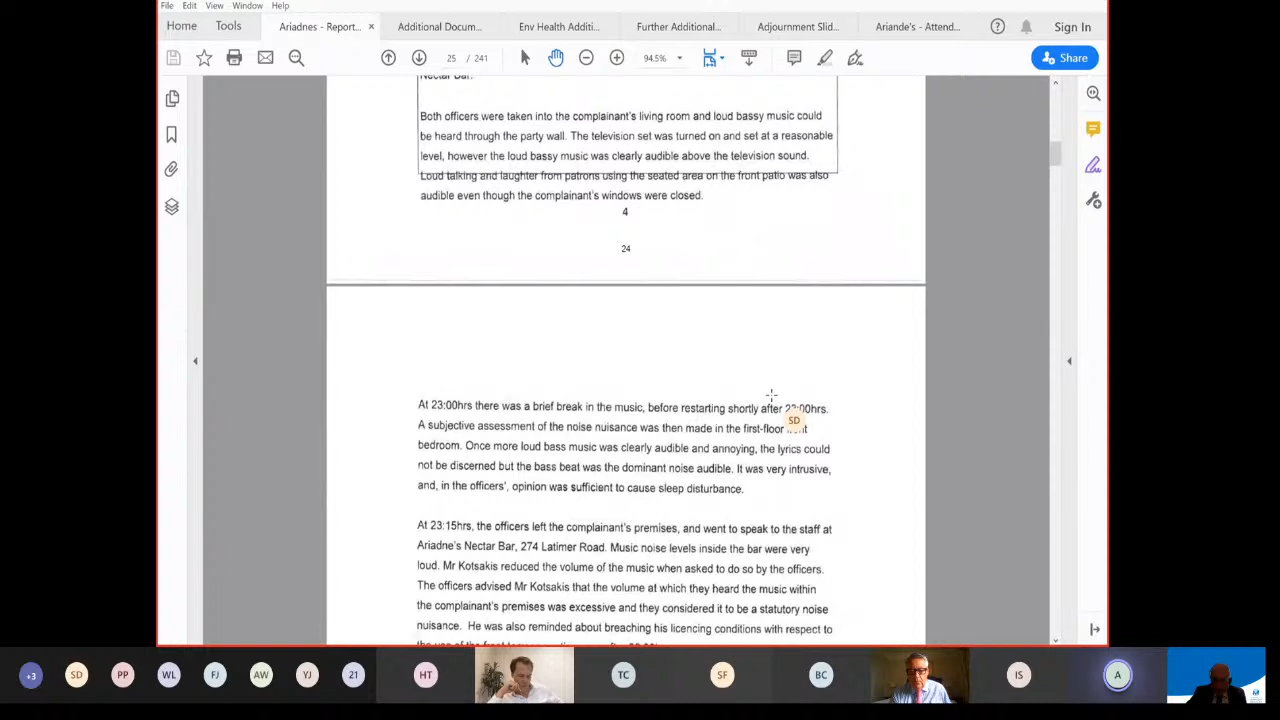 File Edit View Window Help
Home Tools Ariadnes - Report... × Additional Docum... Env Health Additi... Further Additional... Adjournment Slid... Ariande's - Attend... Sign In
25 / 241 94.5% Share
Nectar Bar.
Both officers were taken into the complainant's living room and loud bassy music could
be heard through the party wall. The television set was turned on and set at a reasonable
level, however the loud bassy music was clearly audible above the television sound.
Loud talking and laughter from patrons using the seated area on the front patio was also
audible even though the complainant's windows were closed.
4
24
At 23:00hrs there was a brief break in the music, before restarting shortly after 23:00hrs.
SD
A subjective assessment of the noise nuisance was then made in the first-floor front
bedroom. Once more loud bass music was clearly audible and annoying, the lyrics could
not be discerned but the bass beat was the dominant noise audible. It was very intrusive,
and, in the officers', opinion was sufficient to cause sleep disturbance.
At 23:15hrs, the officers left the complainant's premises, and went to speak to the staff at
Ariadne's Nectar Bar, 274 Latimer Road. Music noise levels inside the bar were very
loud. Mr Kotsakis reduced the volume of the music when asked to do so by the officers.
The officers advised Mr Kotsakis that the volume at which they heard the music within
the complainant's premises was excessive and they considered it to be a statutory noise
nuisance. He was also reminded about breaching his licencing conditions with respect to
+3 SD PP WL FJ AW YJ 21 HT TC SF BC IS A